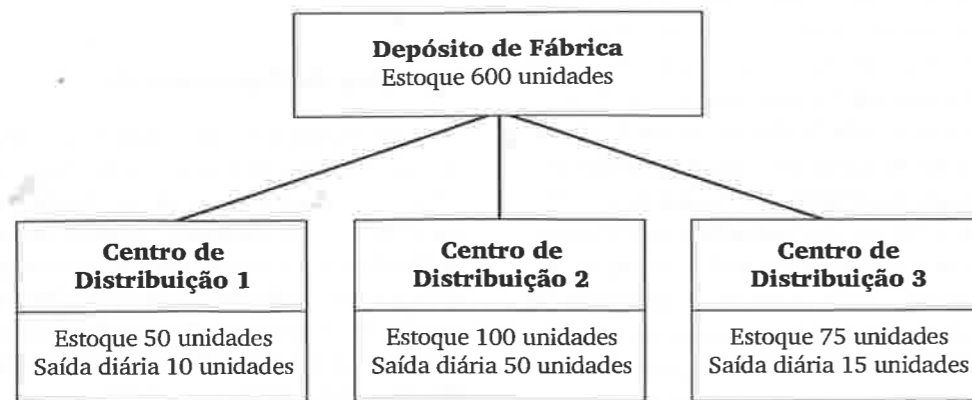 Depósito de Fábrica
Estoque 600 unidades
Centro de
Distribuição 1
Estoque 50 unidades
Saída diária 10 unidades
Centro de
Distribuição 2
Estoque 100 unidades
Saída diária 50 unidades
Centro de
Distribuição 3
Estoque 75 unidades
Saída diária 15 unidades